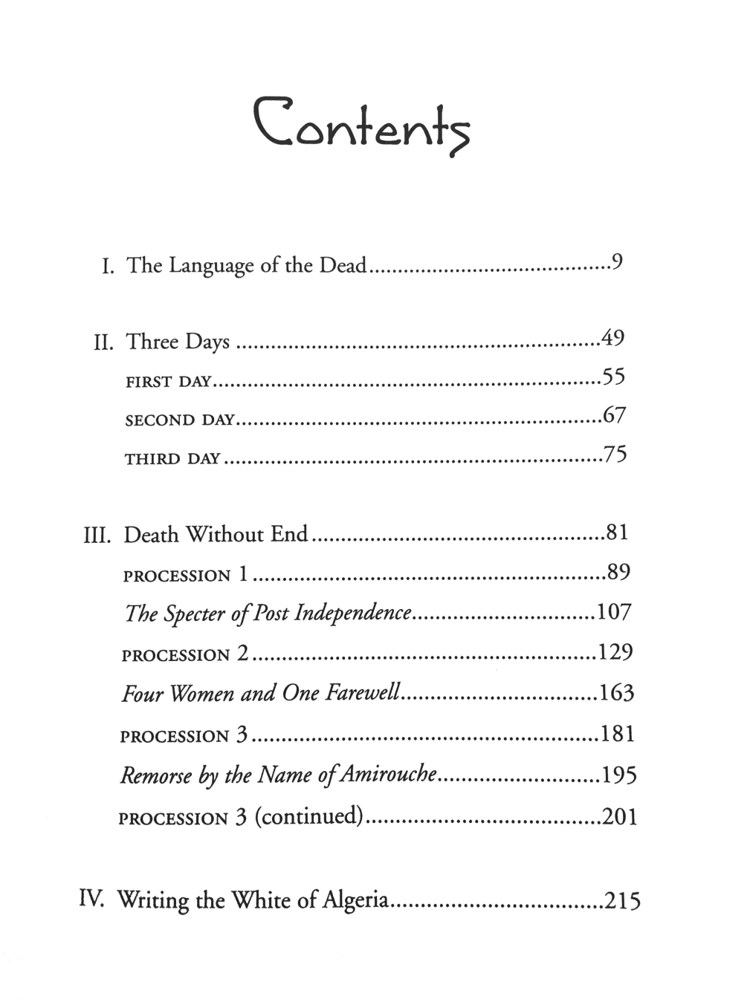 Contents
I. The Language of the Dead..........................................9
II. Three Days ................................................................49
FIRST DAY....................................................................55
SECOND DAY................................................................67
THIRD DAY ..................................................................75
III. Death Without End ...................................................81
PROCESSION 1 ..............................................................89
The Specter of Post Independence................................107
PROCESSION 2 ............................................................129
Four Women and One Farewell..................................163
PROCESSION 3 .............................................................181
Remorse by the Name of Amirouche............................195
PROCESSION 3 (continued).........................................201
IV. Writing the White of Algeria.....................................215